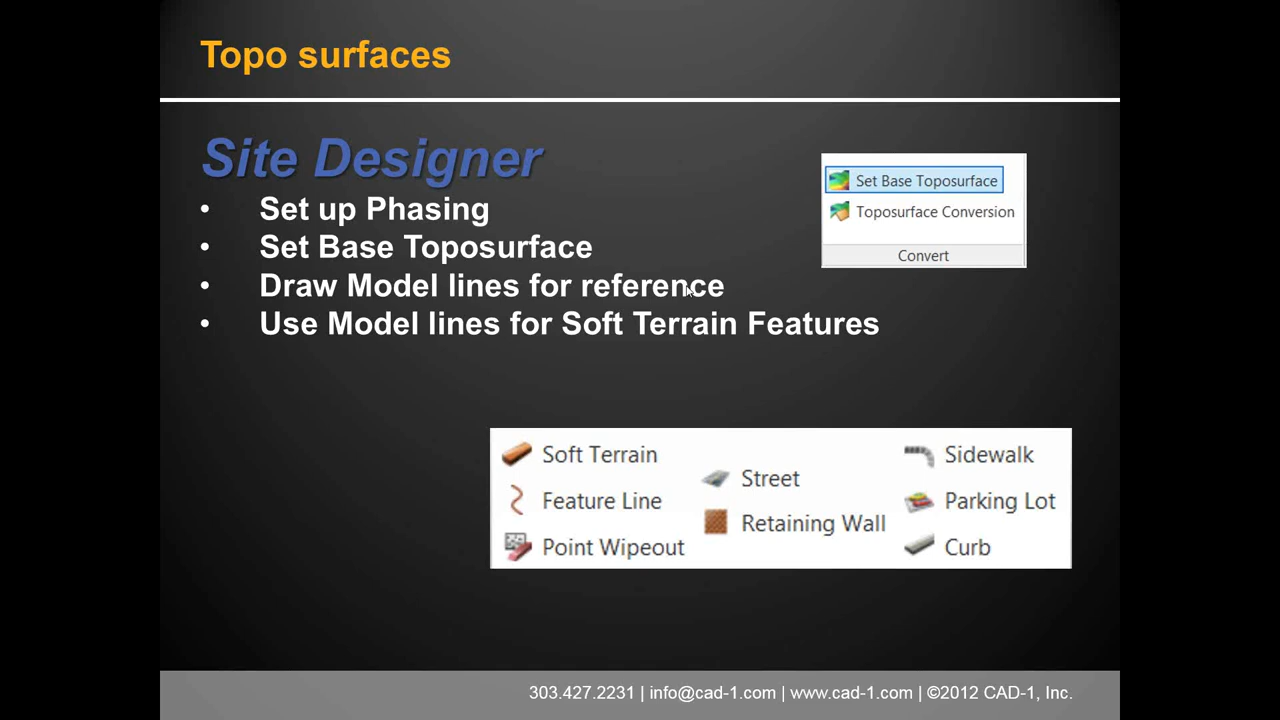 Topo surfaces
Site Designer
• Set up Phasing
• Set Base Toposurface
• Draw Model lines for reference
• Use Model lines for Soft Terrain Features
Set Base Toposurface
Toposurface Conversion
Convert
Soft Terrain
Feature Line
Point Wipeout
Street
Retaining Wall
Sidewalk
Parking Lot
Curb
303.427.2231 | info@cad-1.com | www.cad-1.com | ©2012 CAD-1, Inc.